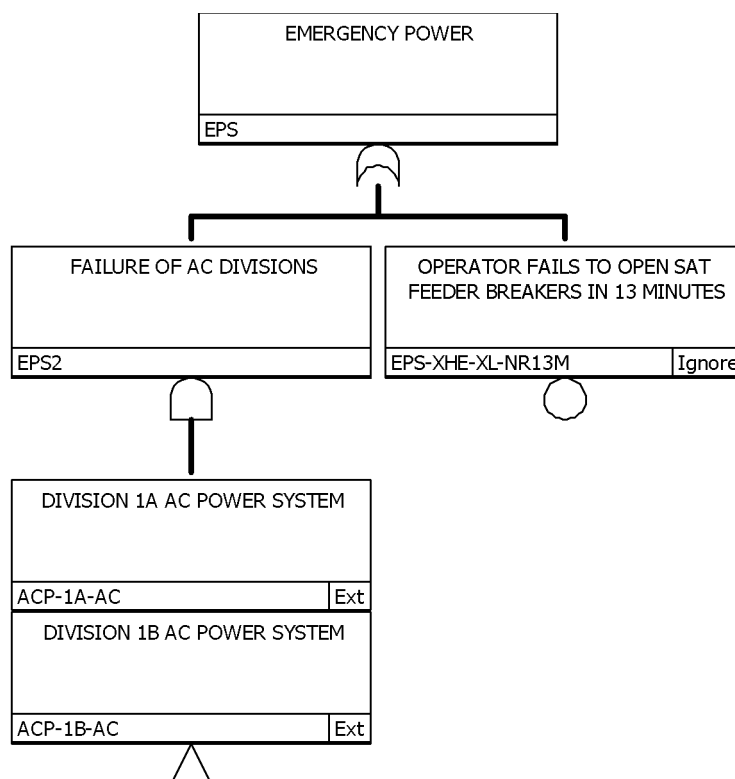 EMERGENCY POWER
EPS
FAILURE OF AC DIVISIONS
EPS2
OPERATOR FAILS TO OPEN SAT
FEEDER BREAKERS IN 13 MINUTES
EPS-XHE-XL-NR13M
Ignore
DIVISION 1A AC POWER SYSTEM
ACP-1A-AC
Ext
DIVISION 1B AC POWER SYSTEM
ACP-1B-AC
Ext